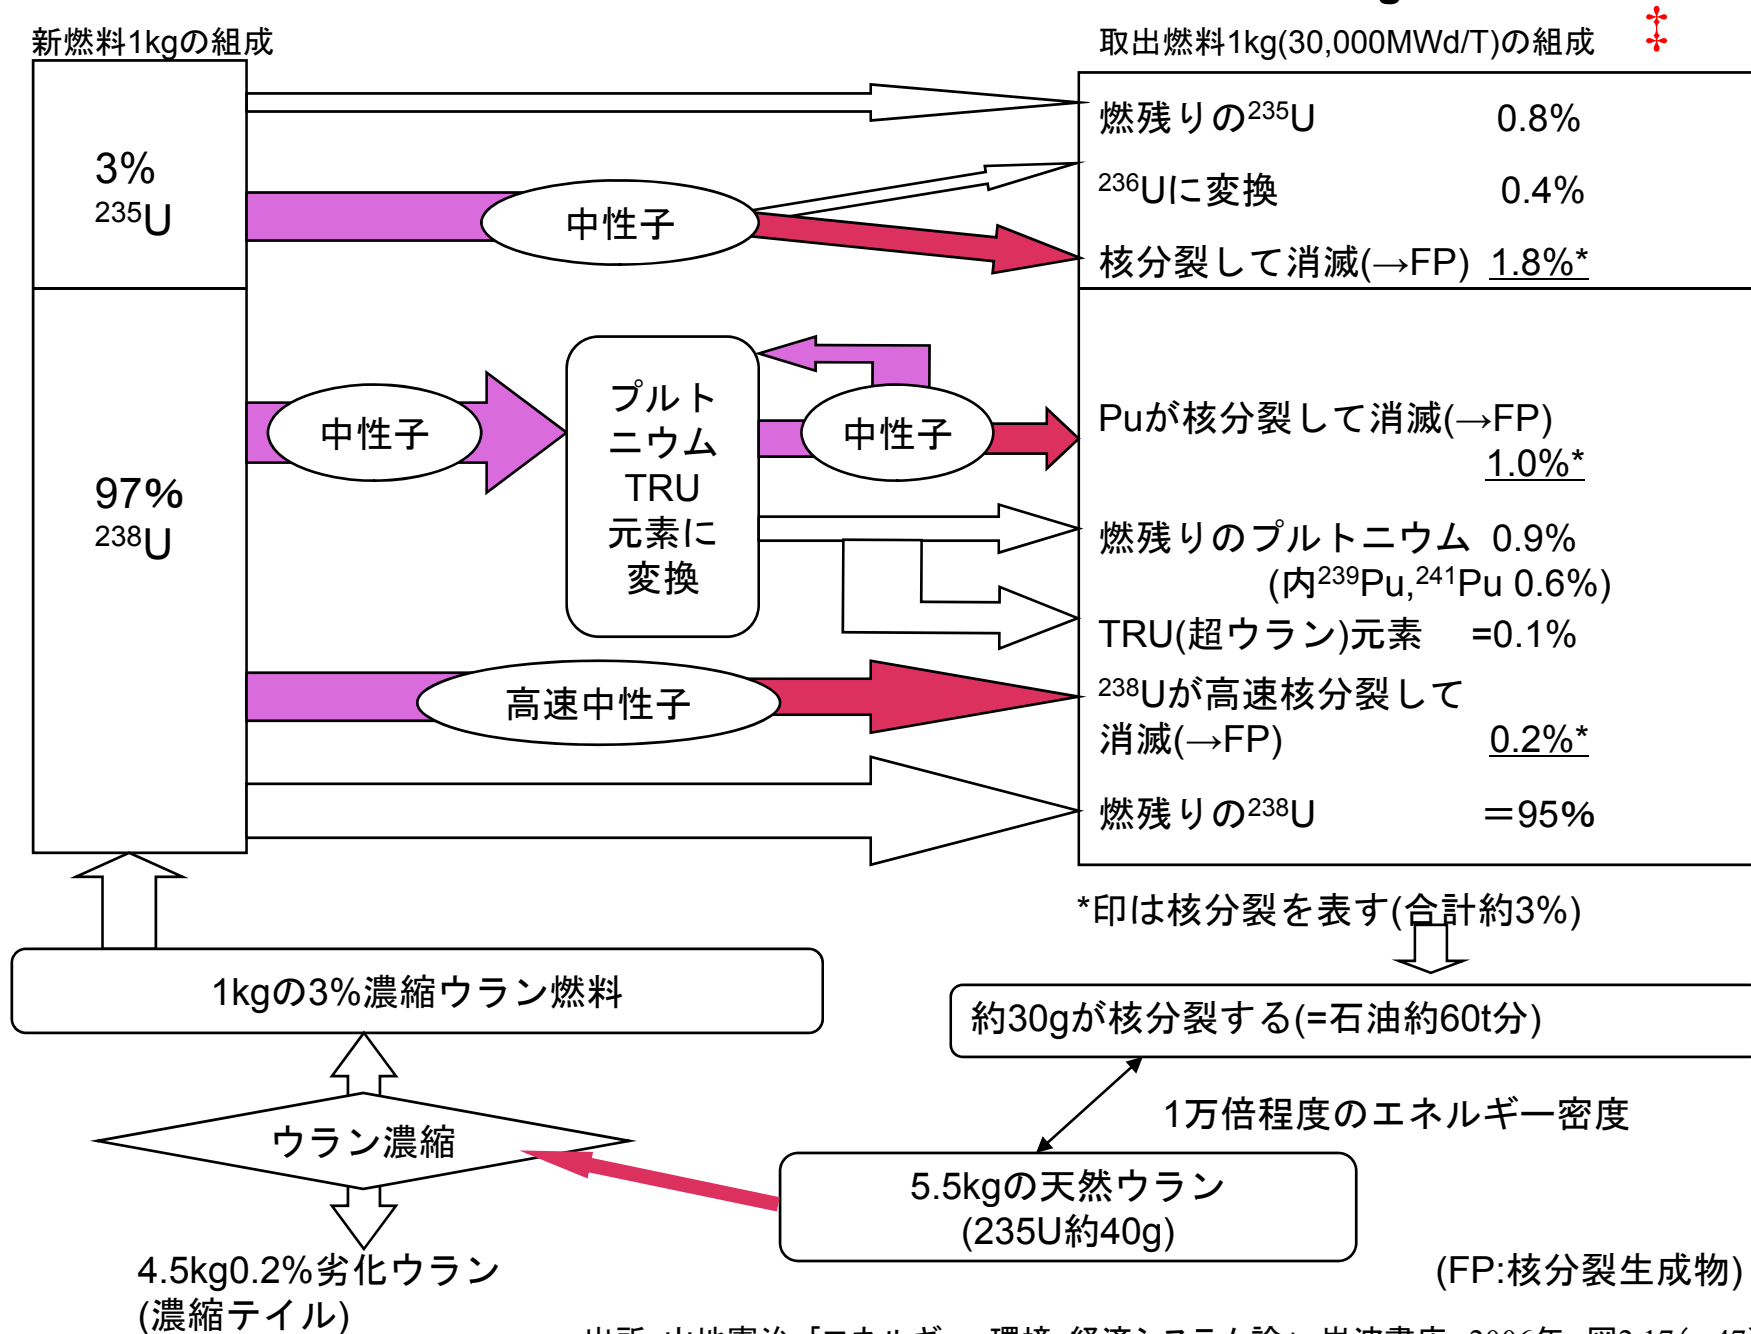 新燃料1kgの組成
取出燃料1kg(30,000MWd/T)の組成
‡
3%
235U
97%
238U
中性子
燃残りの235U 0.8%
236Uに変換 0.4%
核分裂して消滅(→FP) 1.8%*
中性子
プルト
ニウム
TRU
元素に
変換
中性子
Puが核分裂して消滅(→FP)
1.0%*
燃残りのプルトニウム 0.9%
(内239Pu,241Pu 0.6%)
TRU(超ウラン)元素 =0.1%
高速中性子
238Uが高速核分裂して
消滅(→FP) 0.2%*
燃残りの238U =95%
*印は核分裂を表す(合計約3%)
1kgの3%濃縮ウラン燃料
約30gが核分裂する(=石油約60t分)
1万倍程度のエネルギー密度
ウラン濃縮
5.5kgの天然ウラン
(235U約40g)
4.5kg0.2%劣化ウラン
(濃縮テイル)
(FP:核分裂生成物)